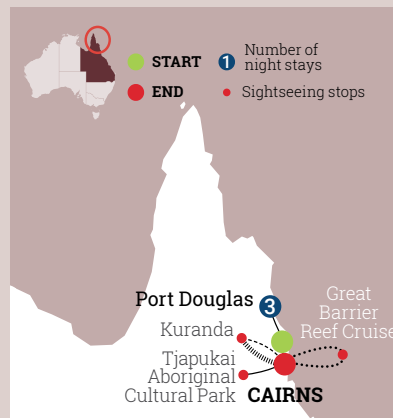 START
END
1
Number of
night stays
Sightseeing stops
Port Douglas
3
Kuranda
Tjapukai
Aboriginal
Cultural Park
CAIRNS
Great
Barrier
Reef Cruise